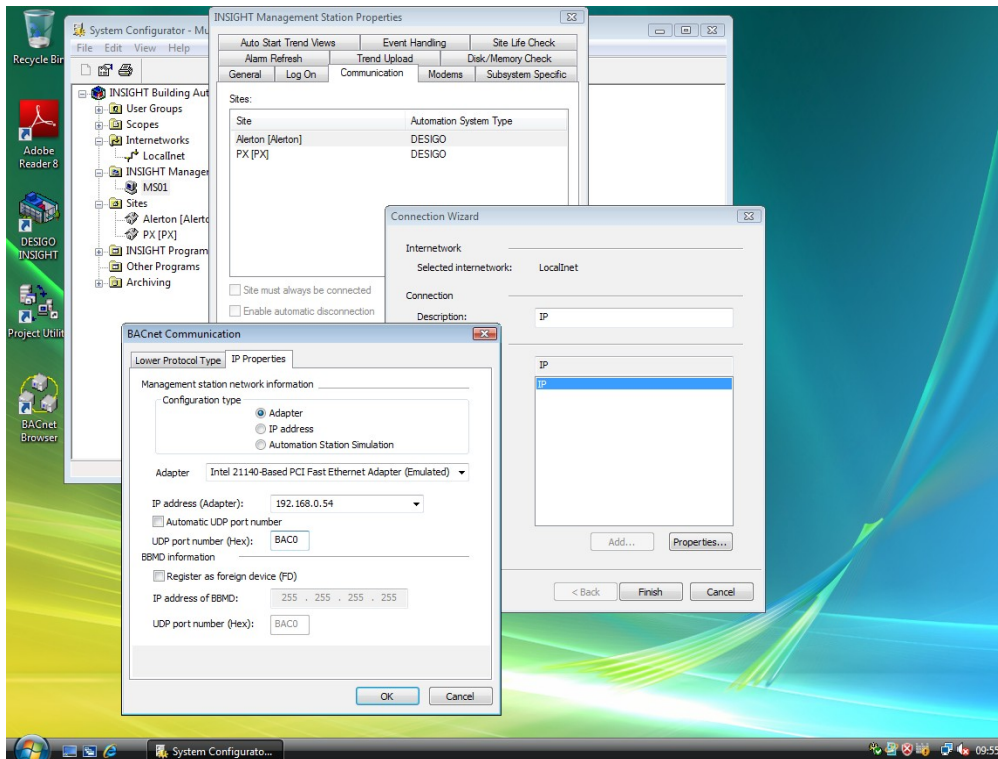 Recycle Bin
Adobe
Reader 8
DESIGO
INSIGHT
Project Utilit
BACnet
Browser
System Configurator - Mu
File Edit View Help
INSIGHT Building Aut
User Groups
Scopes
Internetworks
LocalInet
INSIGHT Manager
MS01
Sites
Alerton [Alerto
PX [PX]
INSIGHT Program
Other Programs
Archiving
INSIGHT Management Station Properties
Auto Start Trend Views Event Handling Site Life Check
Alarm Refresh Trend Upload Disk/Memory Check
General Log On Communication Modems Subsystem Specific
Sites:
Site Automation System Type
Alerton [Alerton] DESIGO
PX [PX] DESIGO
Site must always be connected
Enable automatic disconnection
Connection Wizard
Internetwork
Selected internetwork: LocalInet
Connection
Description: IP
IP
IP
Add... Properties...
< Back Finish Cancel
BACnet Communication
Lower Protocol Type IP Properties
Management station network information
Configuration type
Adapter
IP address
Automation Station Simulation
Adapter Intel 21140-Based PCI Fast Ethernet Adapter (Emulated)
IP address (Adapter): 192.168.0.54
Automatic UDP port number
UDP port number (Hex): BAC0
BBMD information
Register as foreign device (FD)
IP address of BBMD: 255 . 255 . 255 . 255
UDP port number (Hex): BAC0
OK Cancel
System Configurato...
09:55